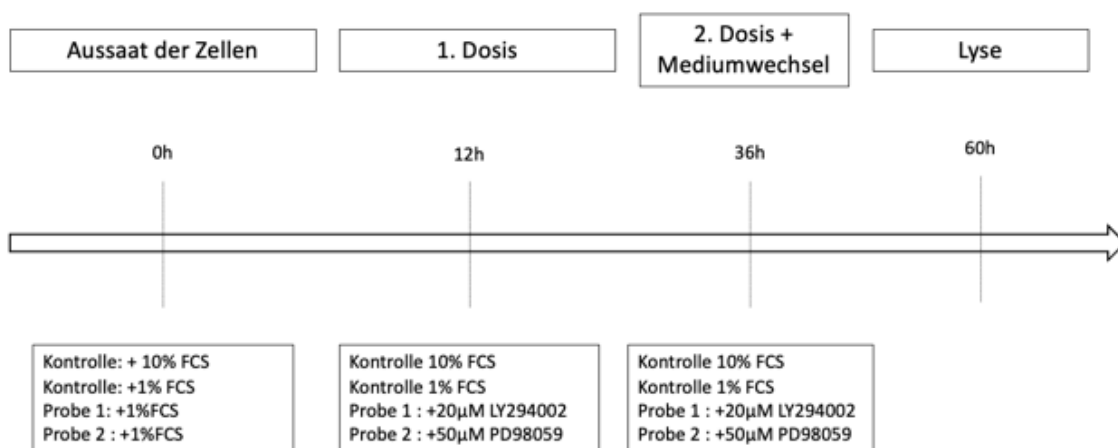 Aussaat der Zellen
1. Dosis
2. Dosis +
Mediumwechsel
Lyse
0h
12h
36h
60h
Kontrolle: + 10% FCS
Kontrolle: +1% FCS
Probe 1: +1%FCS
Probe 2 : +1%FCS
Kontrolle 10% FCS
Kontrolle 1% FCS
Probe 1 : +20µM LY294002
Probe 2 : +50µM PD98059
Kontrolle 10% FCS
Kontrolle 1% FCS
Probe 1 : +20µM LY294002
Probe 2 : +50µM PD98059